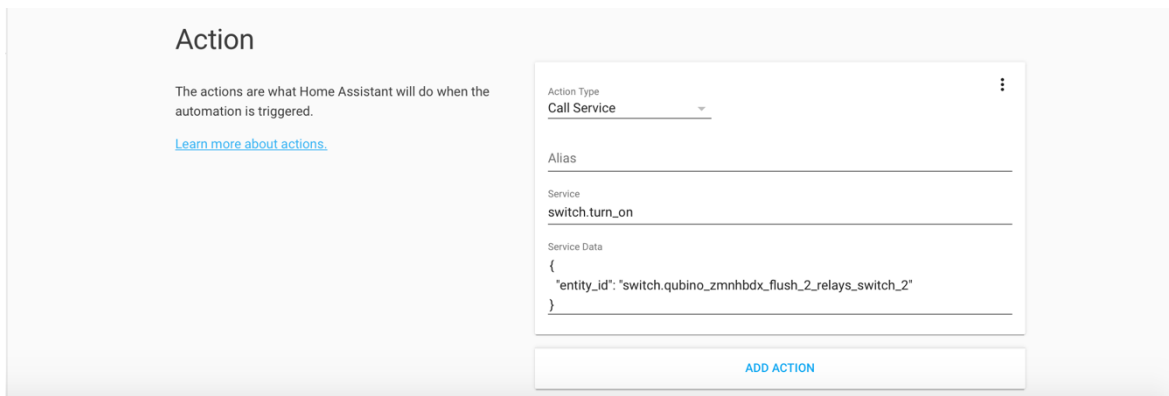 Action
The actions are what Home Assistant will do when the
automation is triggered.
Learn more about actions.
Action Type
Call Service
Alias
Service
switch.turn_on
Service Data
{
"entity_id": "switch.qubino_zmnhbdx_flush_2_relays_switch_2"
}
ADD ACTION